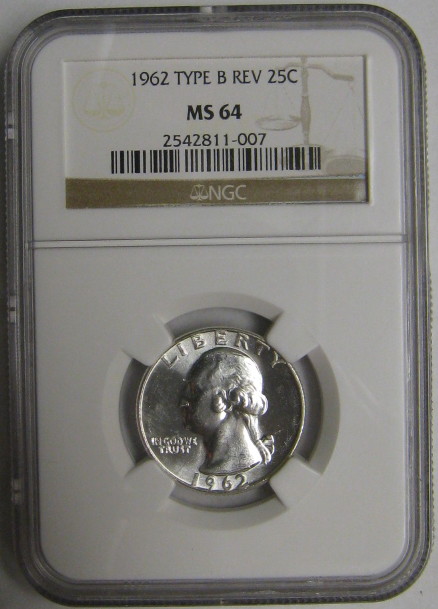 1962 TYPE B REV 25C
MS 64
2542811-007
NGC
LIBERTY
IN GOD WE
TRUST
1962